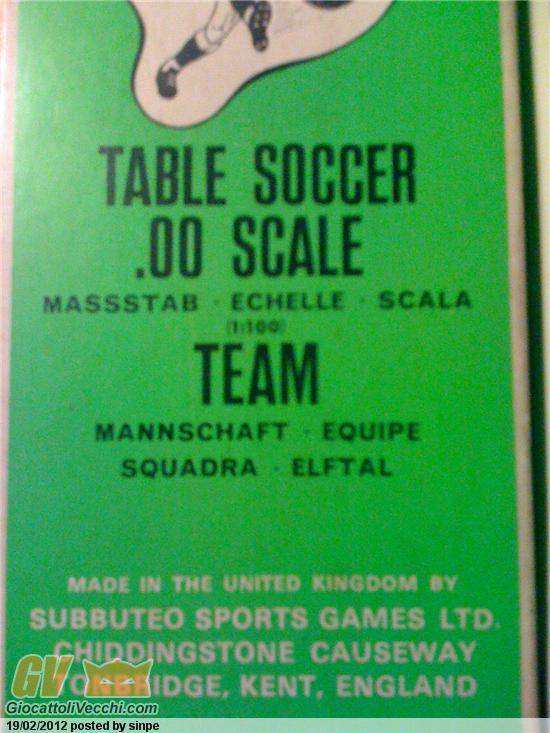 TABLE SOCCER
.00 SCALE
MASSSTAB · ECHELLE · SCALA
(1:100)
TEAM
MANNSCHAFT · EQUIPE
SQUADRA · ELFTAL
MADE IN THE UNITED KINGDOM BY
SUBBUTEO SPORTS GAMES LTD.
CHIDDINGSTONE CAUSEWAY
TONBRIDGE, KENT, ENGLAND
GV
GiocattoliVecchi.com
19/02/2012 posted by sinpe